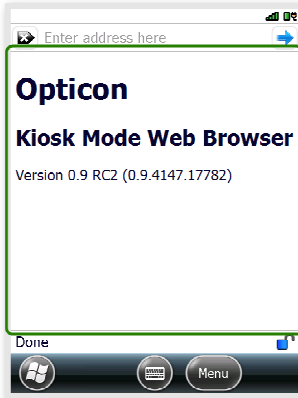 Enter address here
Opticon
Kiosk Mode Web Browser
Version 0.9 RC2 (0.9.4147.17782)
Done
Menu